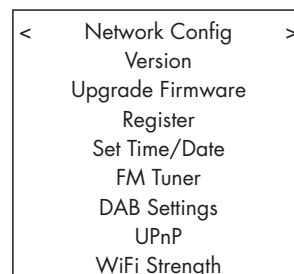 < Network Config >
Version
Upgrade Firmware
Register
Set Time/Date
FM Tuner
DAB Settings
UPnP
WiFi Strength